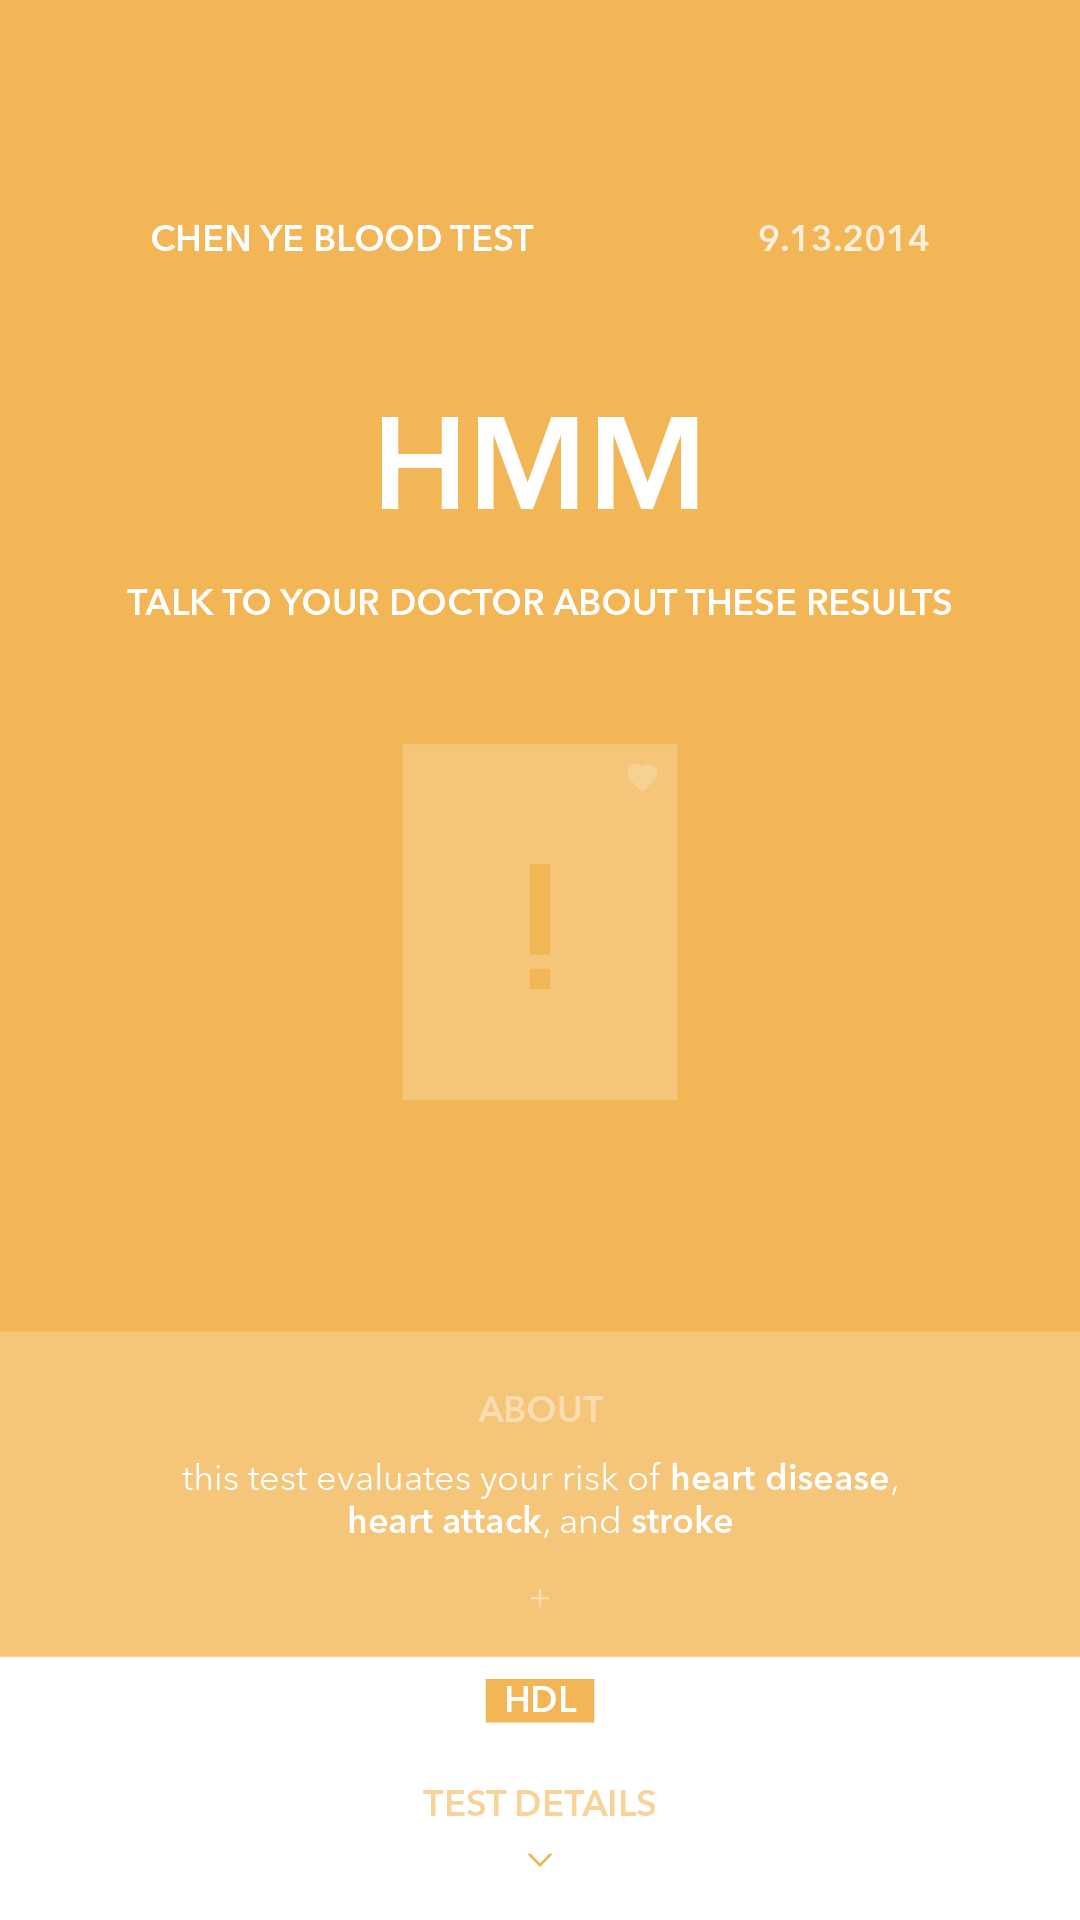 CHEN YE BLOOD TEST 9.13.2014
HMM
TALK TO YOUR DOCTOR ABOUT THESE RESULTS
!
ABOUT
this test evaluates your risk of heart disease,
heart attack, and stroke
+
HDL
TEST DETAILS